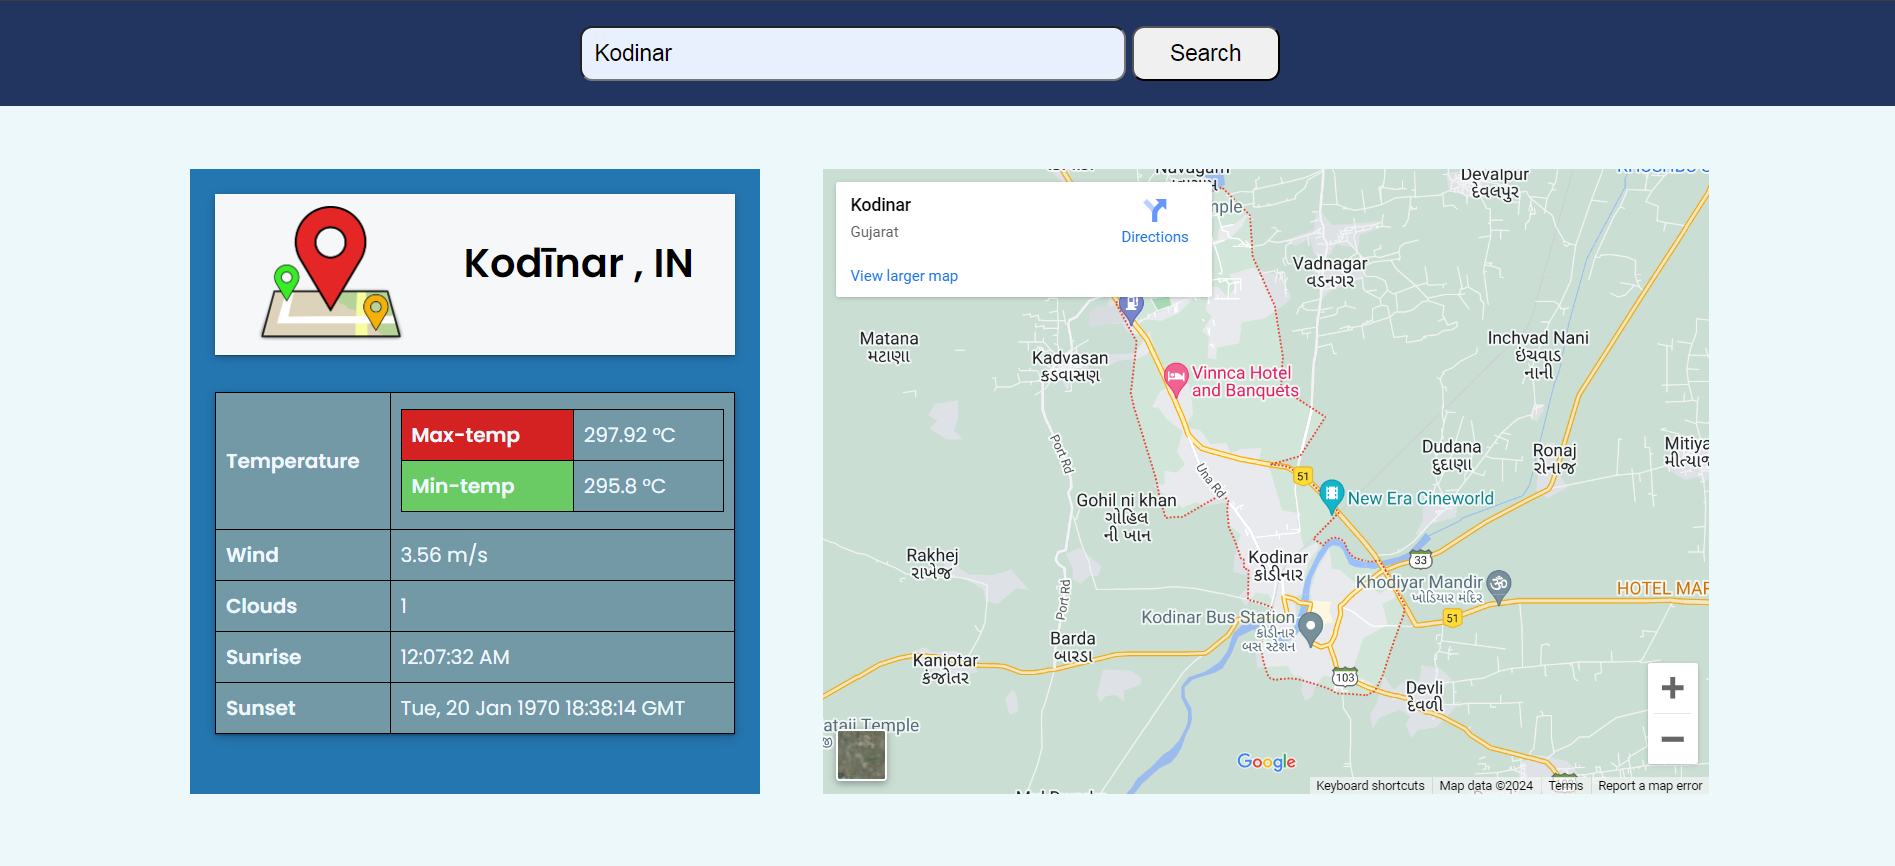 Kodinar
Search
Kodīnar , IN
Temperature
Max-temp
297.92 °C
Min-temp
295.8 °C
Wind
3.56 m/s
Clouds
1
Sunrise
12:07:32 AM
Sunset
Tue, 20 Jan 1970 18:38:14 GMT
Kodinar
Gujarat
Directions
View larger map
Navagam
Devalpur
દેવલપુર
Vadnagar
વડનગર
Matana
મટાણા
Kadvasan
કડવાસણ
Inchvad Nani
ઇંચવાડ
નાની
Vinnca Hotel
and Banquets
Port Rd
Una Rd
Dudana
દુદાણા
Ronaj
રોનાજ
Mitiya
51
New Era Cineworld
Gohil ni khan
ગોહિલ
ની ખાન
Rakhej
રાખેજ
Kodinar
કોડીનાર
33
Khodiyar Mandir
ખોડિયાર મંદિર
HOTEL MAR
Port Rd
Kodinar Bus Station
કોડીનાર
બસ સ્ટેશન
51
Barda
બારડા
Kanjotar
કંજોતર
103
Devli
દેવળી
ataji Temple
Google
Keyboard shortcuts
Map data ©2024
Terms
Report a map error